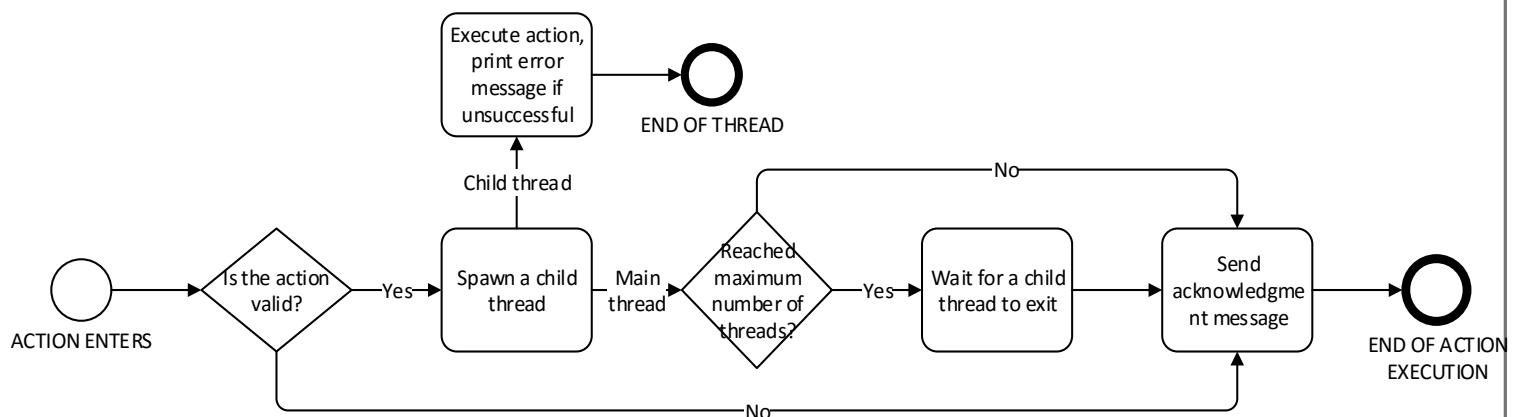 Execute action,
print error
message if
unsuccessful
END OF THREAD
Child thread
No
ACTION ENTERS
Is the action
valid?
Yes
Spawn a child
thread
Main
thread
Reached
maximum
number of
threads?
Yes
Wait for a child
thread to exit
Send
acknowledgme
nt message
END OF ACTION
EXECUTION
No